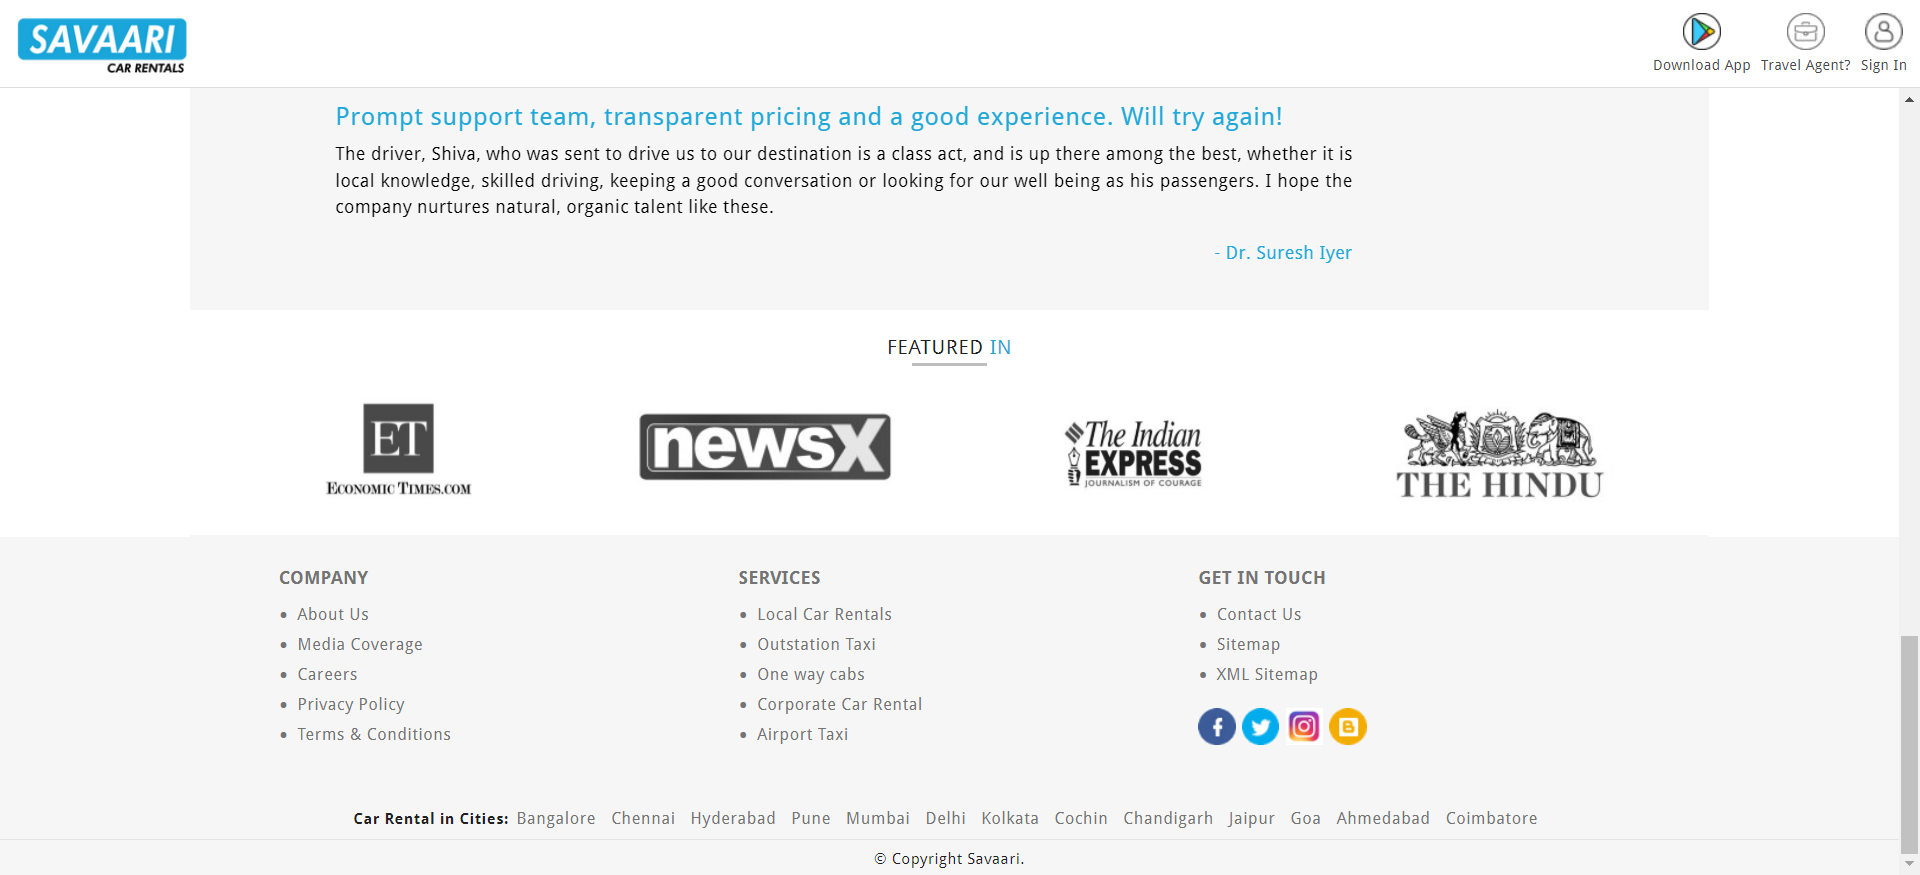 SAVAARI
CAR RENTALS
Download App
Travel Agent?
Sign In
Prompt support team, transparent pricing and a good experience. Will try again!
The driver, Shiva, who was sent to drive us to our destination is a class act, and is up there among the best, whether it is
local knowledge, skilled driving, keeping a good conversation or looking for our well being as his passengers. I hope the
company nurtures natural, organic talent like these.
- Dr. Suresh Iyer
FEATURED IN
ET
ECONOMIC TIMES.COM
newsX
The Indian
EXPRESS
JOURNALISM OF COURAGE
THE HINDU
COMPANY
About Us
Media Coverage
Careers
Privacy Policy
Terms & Conditions
SERVICES
Local Car Rentals
Outstation Taxi
One way cabs
Corporate Car Rental
Airport Taxi
GET IN TOUCH
Contact Us
Sitemap
XML Sitemap
Car Rental in Cities: Bangalore Chennai Hyderabad Pune Mumbai Delhi Kolkata Cochin Chandigarh Jaipur Goa Ahmedabad Coimbatore
© Copyright Savaari.